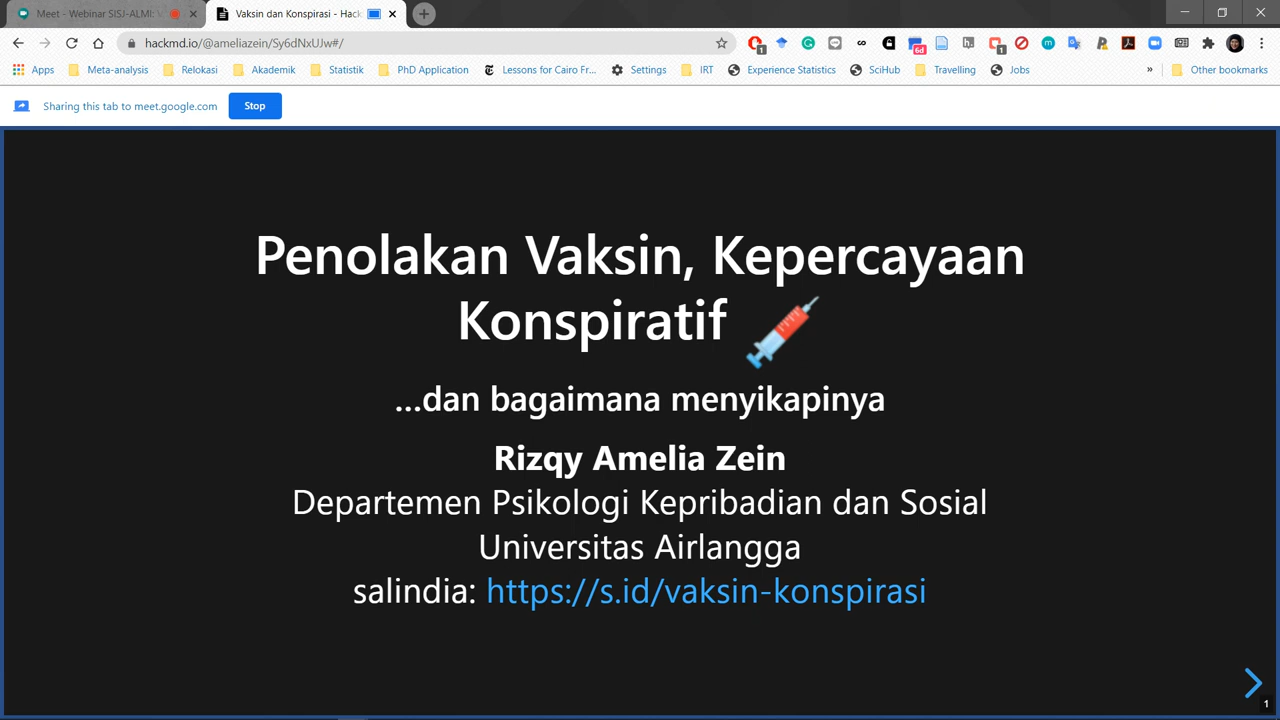 Meet - Webinar SISJ-ALMI: V
Vaksin dan Konspirasi - Hack
hackmd.io/@ameliazein/Sy6dNxUJw#/
1
6d
1
Apps
Meta-analysis
Relokasi
Akademik
Statistik
PhD Application
Lessons for Cairo Fr...
Settings
IRT
Experience Statistics
SciHub
Travelling
Jobs
»
Other bookmarks
Sharing this tab to meet.google.com
Stop
Penolakan Vaksin, Kepercayaan
Konspiratif
...dan bagaimana menyikapinya
Rizqy Amelia Zein
Departemen Psikologi Kepribadian dan Sosial
Universitas Airlangga
salindia: https://s.id/vaksin-konspirasi
1